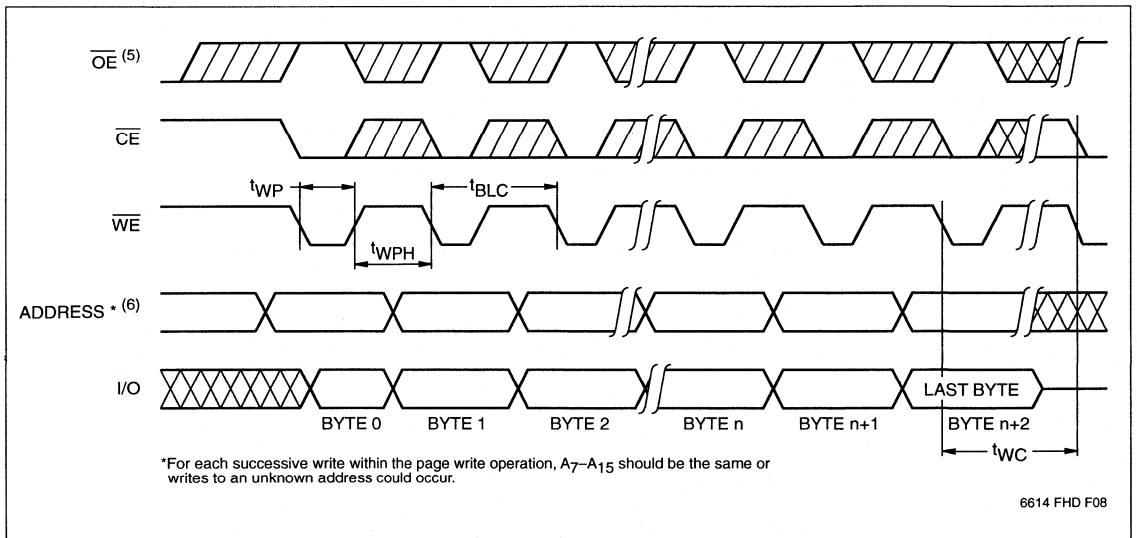 OE (5)
CE
tWP
tBLC
WE
tWPH
ADDRESS * (6)
I/O
LAST BYTE
BYTE 0 BYTE 1 BYTE 2 BYTE n BYTE n+1 BYTE n+2
tWC
*For each successive write within the page write operation, A7–A15 should be the same or
writes to an unknown address could occur.
6614 FHD F08